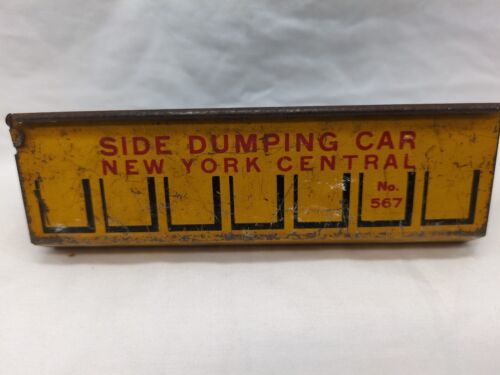 SIDE DUMPING CAR
NEW YORK CENTRAL
No.
567